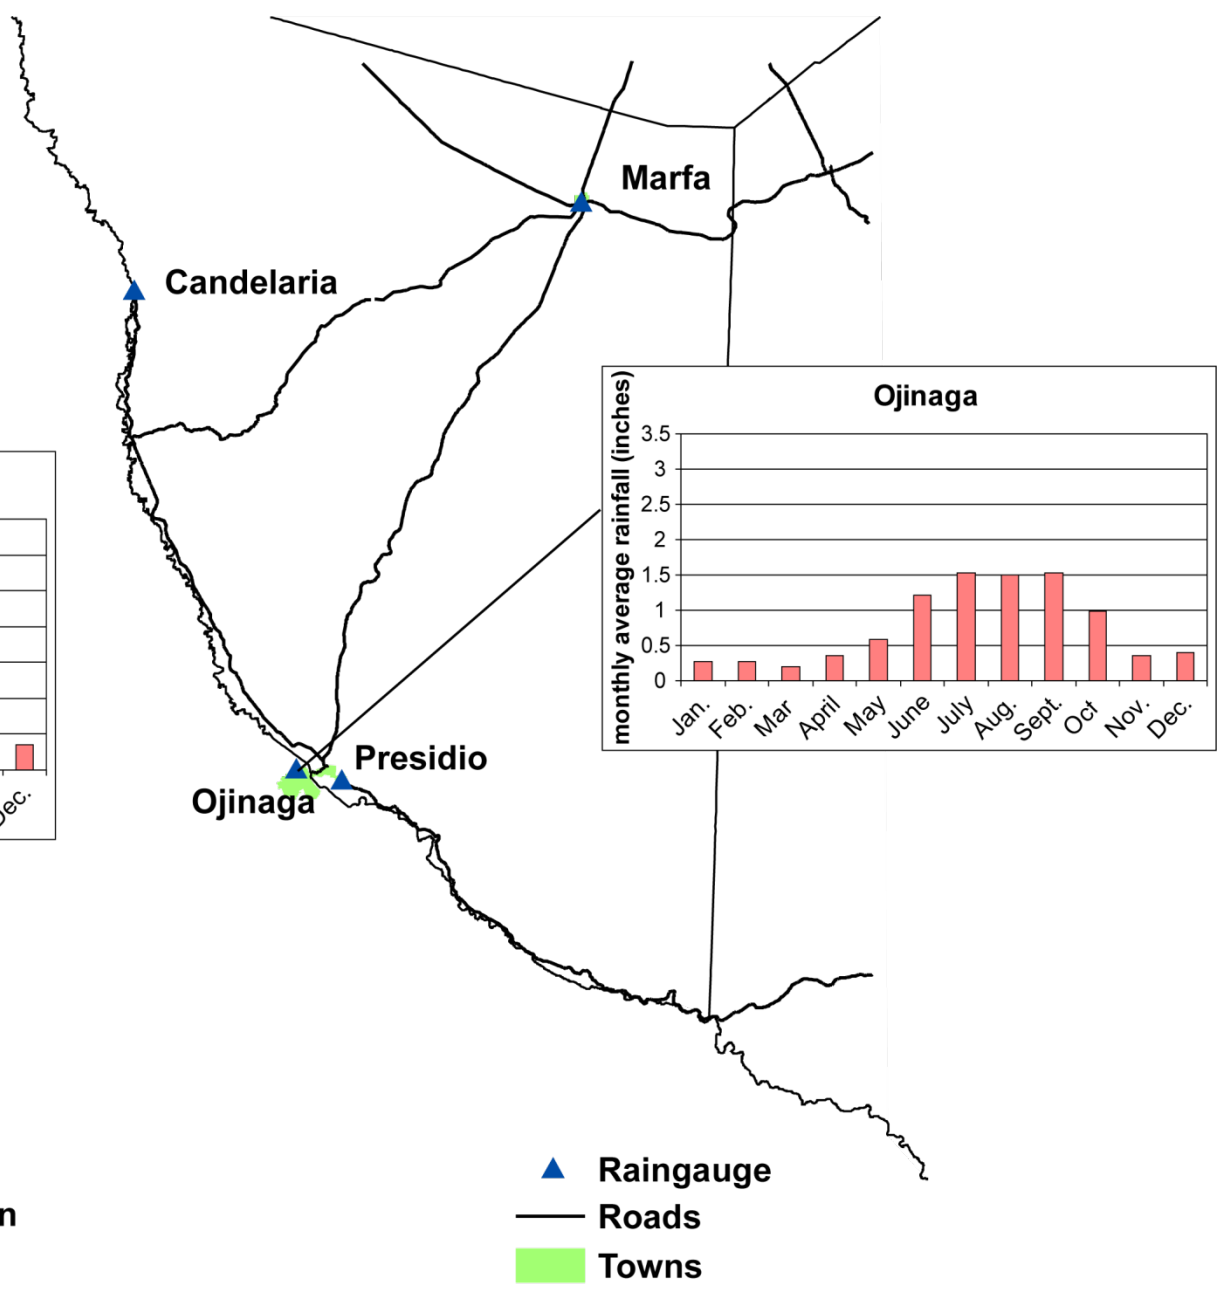 Marfa
Candelaria
Ojinaga
monthly average rainfall (inches)
3.5
3
2.5
2
1.5
1
0.5
0
Jan.
Feb.
Mar
April
May
June
July
Aug.
Sept.
Oct
Nov.
Dec.
Presidio
Ojinaga
Dec.
Raingauge
n
Roads
Towns